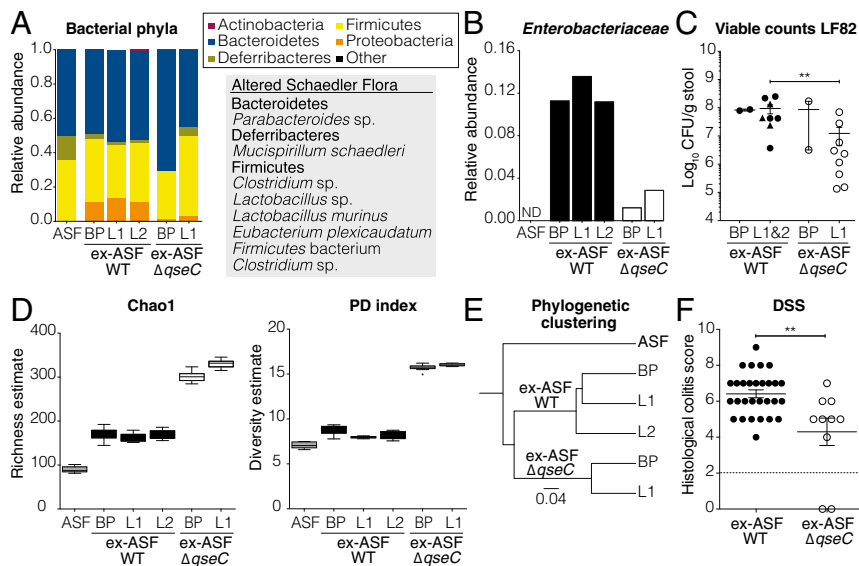 A
Bacterial phyla
Actinobacteria
Firmicutes
Bacteroidetes
Proteobacteria
Deferribacteres
Other
Relative abundance
1.0
0.8
0.6
0.4
0.2
0.0
ASF BP L1 L2 BP L1
ex-ASF
WT
ex-ASF
ΔqseC
Altered Schaedler Flora
Bacteroidetes
Parabacteroides sp.
Deferribacteres
Mucispirillum schaedleri
Firmicutes
Clostridium sp.
Lactobacillus sp.
Lactobacillus murinus
Eubacterium plexicaudatum
Firmicutes bacterium
Clostridium sp.
B
Enterobacteriaceae
Relative abundance
0.16
0.12
0.08
0.04
0.00
ND
ASF BP L1 L2 BP L1
ex-ASF
WT
ex-ASF
ΔqseC
C
Viable counts LF82
Log10 CFU/g stool
10
9
8
7
6
5
4
**
BP L1&2 BP L1
ex-ASF
WT
ex-ASF
ΔqseC
D
Chao1
Richness estimate
400
300
200
100
0
ASF BP L1 L2 BP L1
ex-ASF
WT
ex-ASF
ΔqseC
PD index
Diversity estimate
20
15
10
5
0
ASF BP L1 L2 BP L1
ex-ASF
WT
ex-ASF
ΔqseC
E
Phylogenetic
clustering
ASF
BP
ex-ASF
WT
L1
L2
ex-ASF
ΔqseC
BP
L1
0.04
F
DSS
Histological colitis score
10
8
6
4
2
0
**
ex-ASF
WT
ex-ASF
ΔqseC